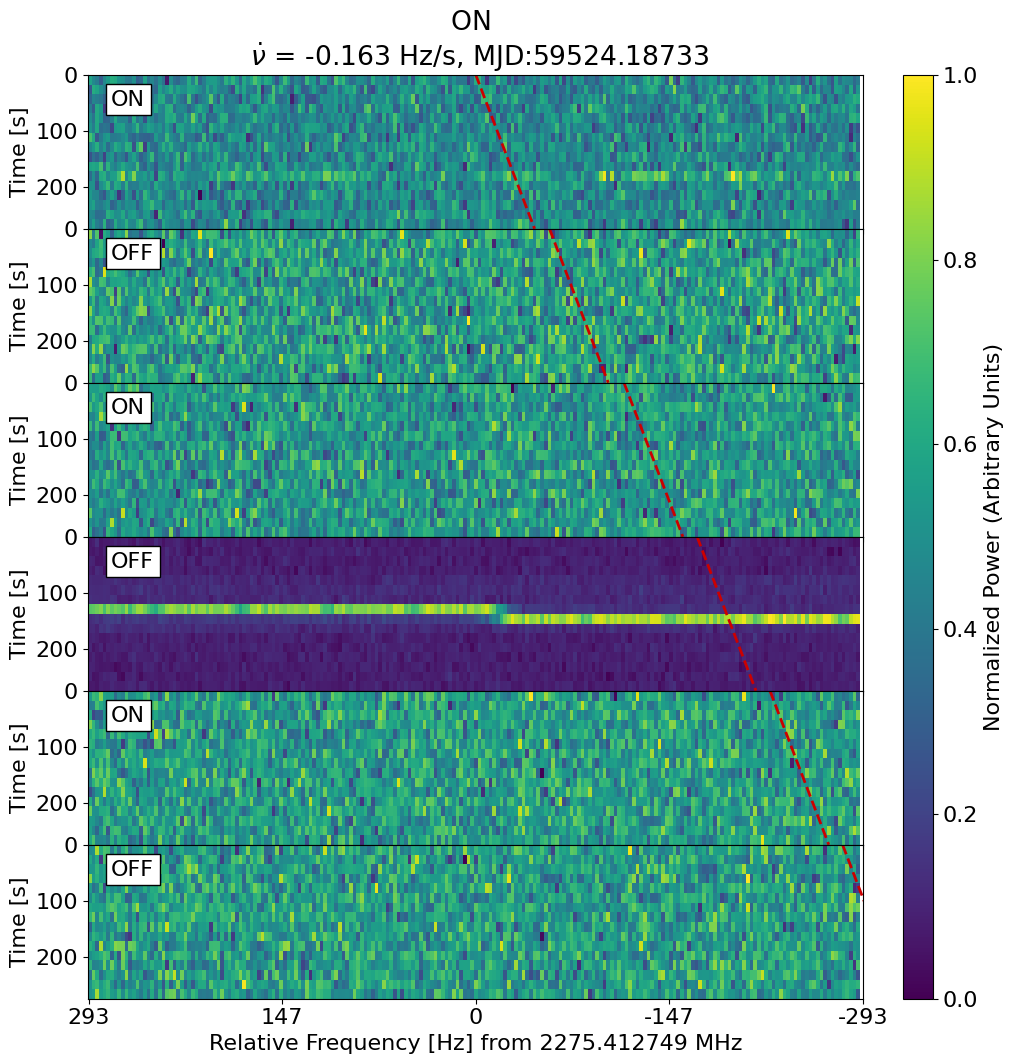 ON
ν̇ = -0.163 Hz/s, MJD:59524.18733
0
100
200
Time [s]
ON
0
100
200
Time [s]
OFF
0
100
200
Time [s]
ON
0
100
200
Time [s]
OFF
0
100
200
Time [s]
ON
0
100
200
Time [s]
OFF
293 147 0 -147 -293
Relative Frequency [Hz] from 2275.412749 MHz
1.0
0.8
0.6
0.4
0.2
0.0
Normalized Power (Arbitrary Units)